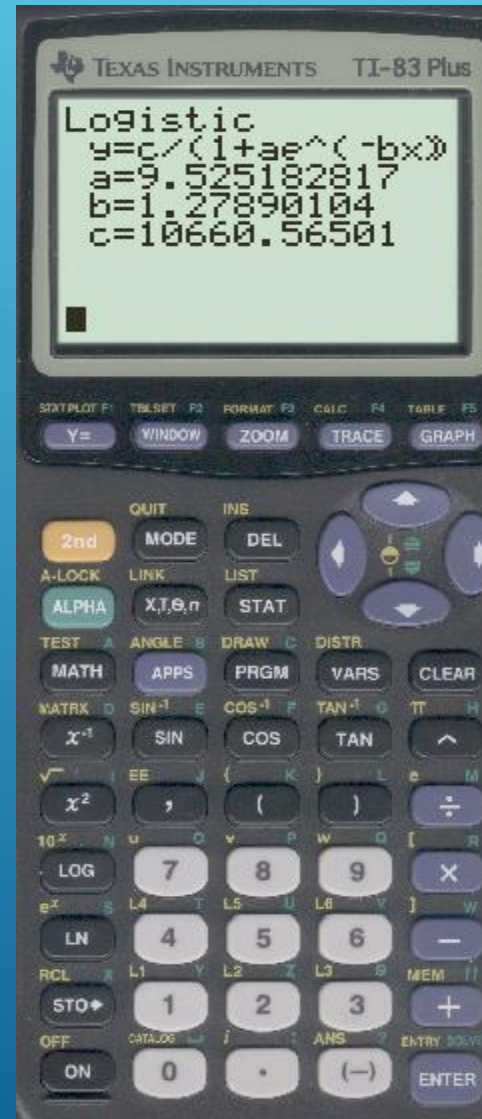 TEXAS INSTRUMENTS TI-83 Plus
Logistic
y=c/(1+ae^(-bx))
a=9.525182817
b=1.27890104
c=10660.56501
STAT PLOT F1 TBLSET F2 FORMAT F3 CALC F4 TABLE F5
Y= WINDOW ZOOM TRACE GRAPH
QUIT INS
2nd MODE DEL
A-LOCK LINK LIST
ALPHA X,T,Θ,n STAT
TEST A ANGLE B DRAW C DISTR
MATH APPS PRGM VARS CLEAR
MATRX D SIN⁻¹ E COS⁻¹ F TAN⁻¹ G π H
x⁻¹ SIN COS TAN ^
√ I EE J { K } L e M
x² , ( ) ÷
10ˣ N u O v P w Q [ R
LOG 7 8 9 ×
eˣ S L4 T L5 U L6 V ] W
LN 4 5 6 −
RCL X L1 Y L2 Z L3 θ MEM "
STO➧ 1 2 3 +
OFF CATALOG i : ANS ? ENTRY SOLVE
ON 0 . (−) ENTER